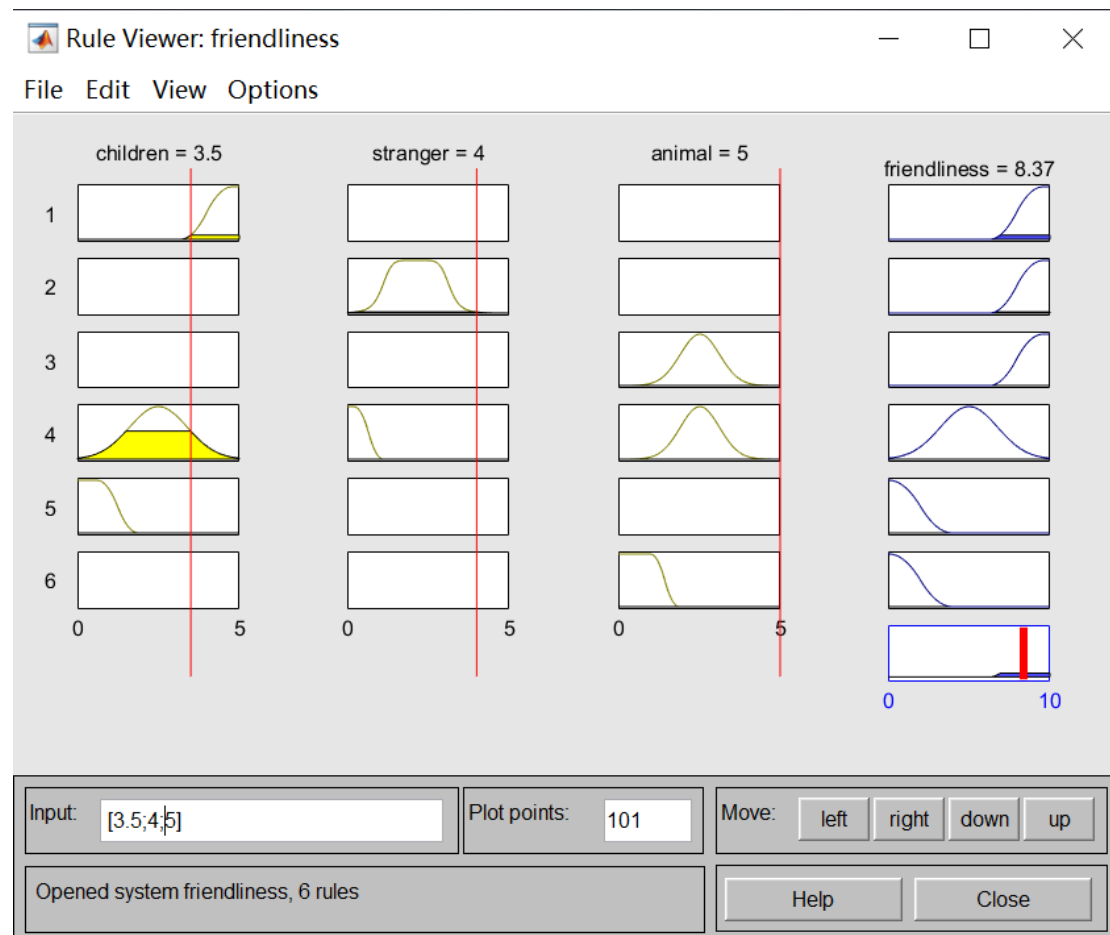 Rule Viewer: friendliness
File Edit View Options
children = 3.5 stranger = 4 animal = 5 friendliness = 8.37
1
2
3
4
5
6
0 5 0 5 0 5
0 10
Input: [3.5;4;5] Plot points: 101 Move: left right down up
Opened system friendliness, 6 rules Help Close